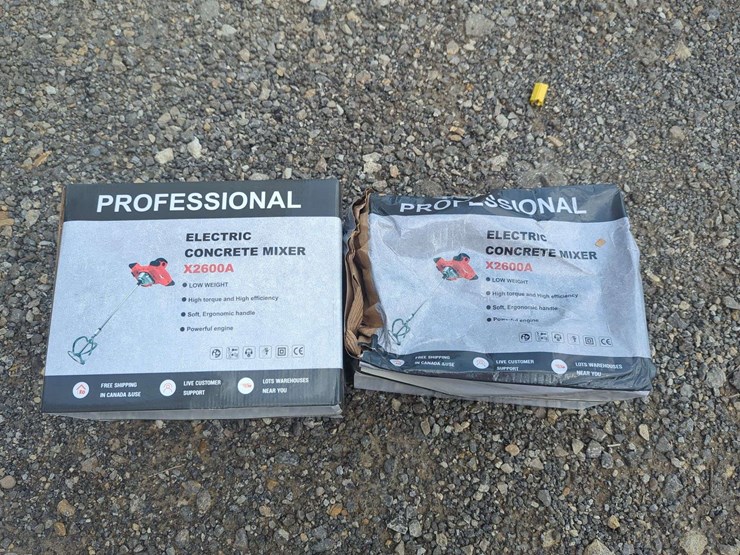 PROFESSIONAL
ELECTRIC
CONCRETE MIXER
X2600A
LOW WEIGHT
High torque and High efficiency
Soft, Ergonomic handle
Powerful engine
FREE SHIPPING
IN CANADA &USE
LIVE CUSTOMER
SUPPORT
LOTS WAREHOUSES
NEAR YOU
PROFESSIONAL
ELECTRIC
CONCRETE MIXER
X2600A
LOW WEIGHT
High torque and High efficiency
Soft, Ergonomic handle
Powerful engine
FREE SHIPPING
IN CANADA &USE
LIVE CUSTOMER
SUPPORT
LOTS WAREHOUSES
NEAR YOU